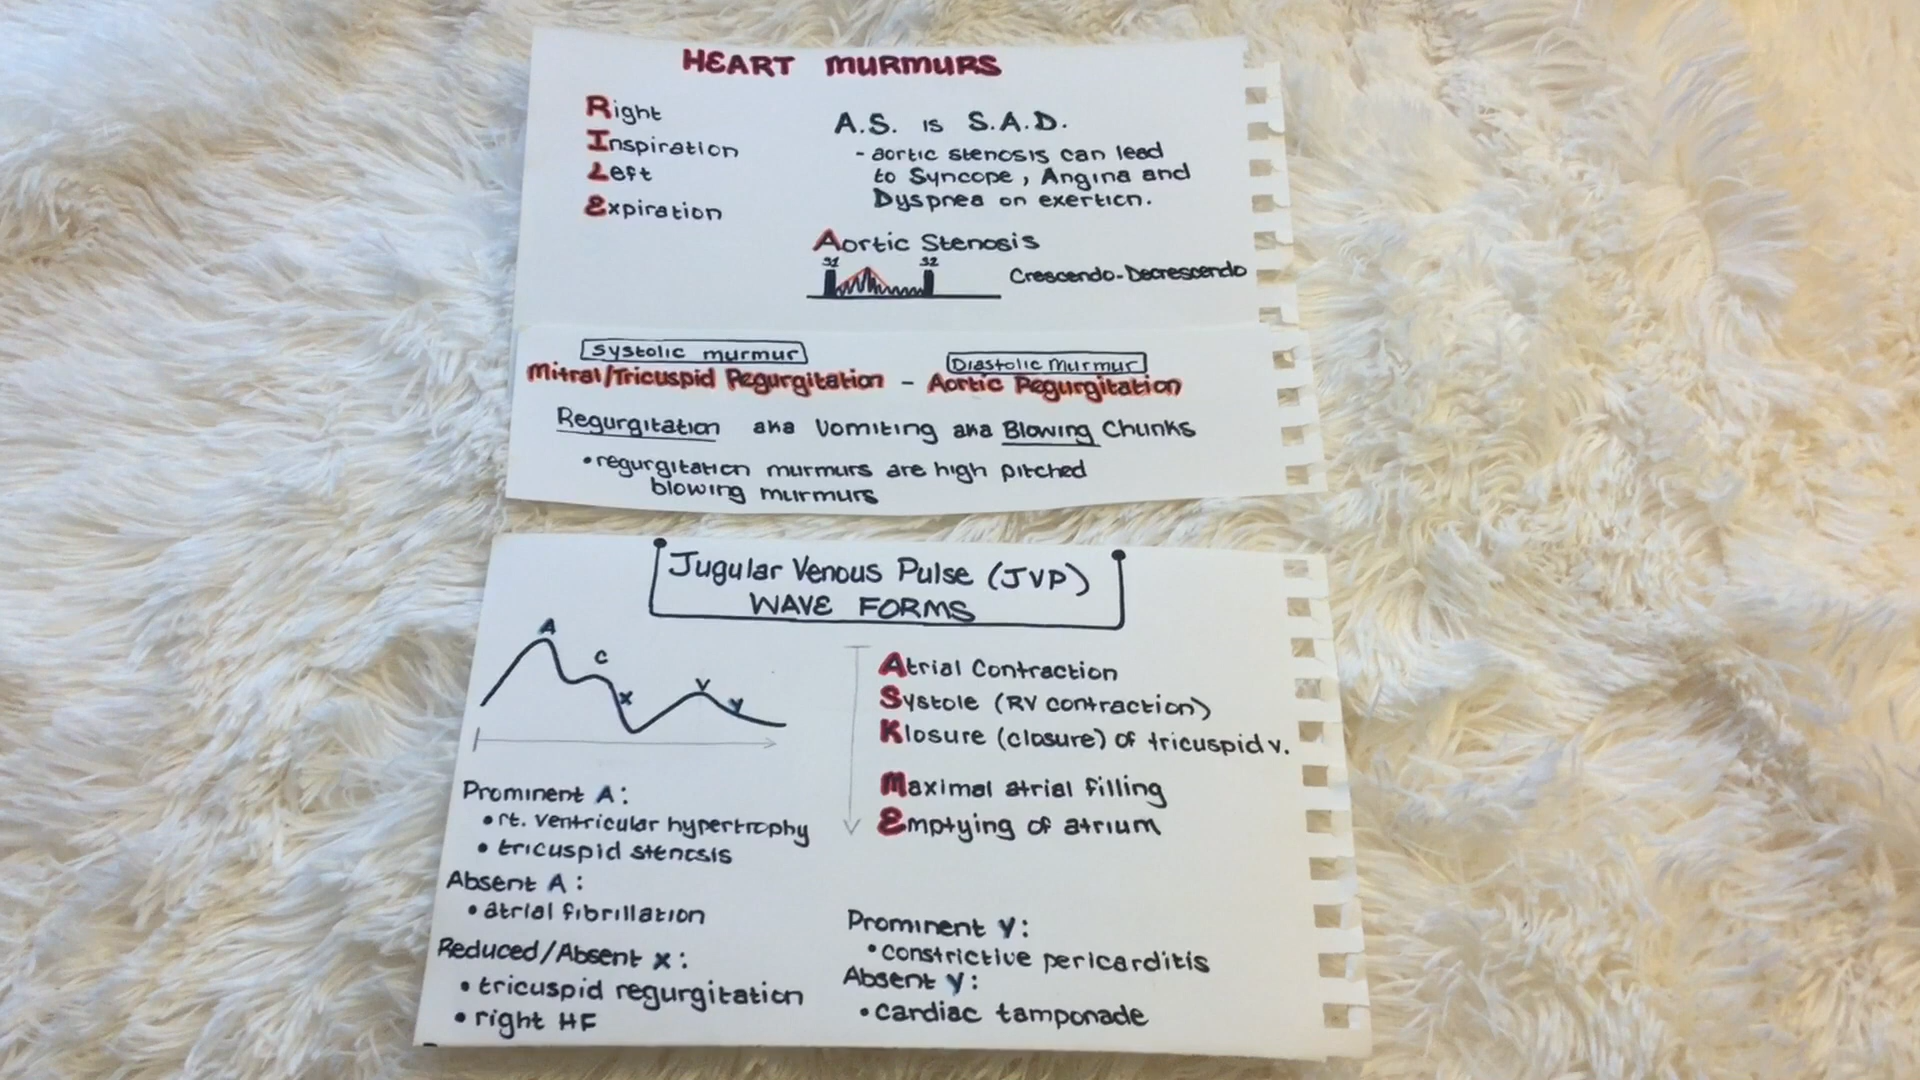 HEART MURMURS
Right
Inspiration
Left
Expiration
A.S. is S.A.D.
- aortic stenosis can lead
to Syncope, Angina and
Dyspnea on exertion.
Aortic Stenosis
S1 S2
Crescendo-Decrescendo
Systolic murmur
Mitral/Tricuspid Regurgitation -
Diastolic Murmur
Aortic Regurgitation
Regurgitation aka Vomiting aka Blowing Chunks
• regurgitation murmurs are high pitched
blowing murmurs
Jugular Venous Pulse (JVP)
WAVE FORMS
A
C
X
V
Y
Atrial Contraction
Systole (RV contraction)
Klosure (closure) of tricuspid v.
Maximal atrial filling
Emptying of atrium
Prominent A:
• rt. ventricular hypertrophy
• tricuspid stenosis
Absent A:
• atrial fibrillation
Reduced/Absent x:
• tricuspid regurgitation
• right HF
Prominent Y:
• constrictive pericarditis
Absent Y:
• cardiac tamponade